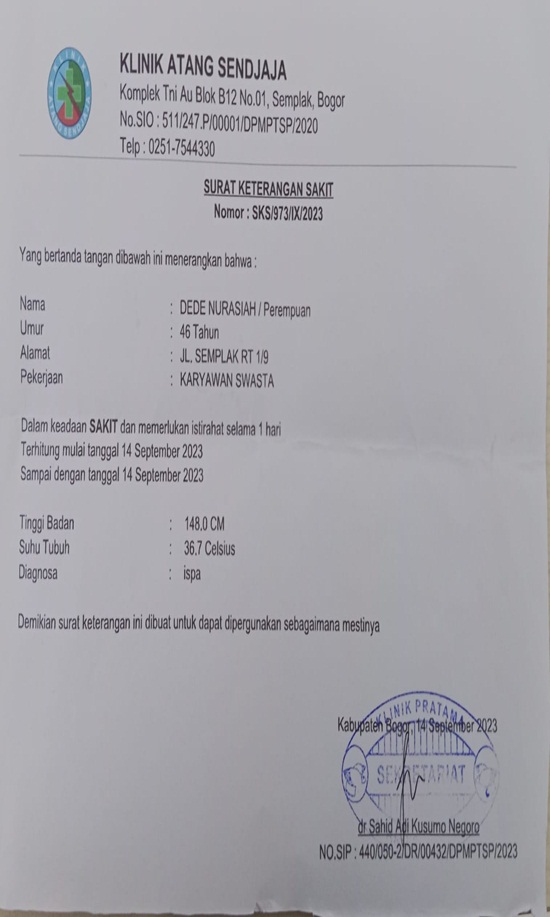 KLINIK ATANG SENDJAJA
Komplek Tni Au Blok B12 No.01, Semplak, Bogor
No.SIO : 511/247.P/00001/DPMPTSP/2020
Telp : 0251-7544330
SURAT KETERANGAN SAKIT
Nomor : SKS/973/IX/2023
Yang bertanda tangan dibawah ini menerangkan bahwa :
Nama : DEDE NURASIAH / Perempuan
Umur : 46 Tahun
Alamat : JL. SEMPLAK RT 1/9
Pekerjaan : KARYAWAN SWASTA
Dalam keadaan SAKIT dan memerlukan istirahat selama 1 hari
Terhitung mulai tanggal 14 September 2023
Sampai dengan tanggal 14 September 2023
Tinggi Badan : 148.0 CM
Suhu Tubuh : 36.7 Celsius
Diagnosa : ispa
Demikian surat keterangan ini dibuat untuk dapat dipergunakan sebagaimana mestinya
KLINIK PRATAMA
Kabupaten Bogor, 14 September 2023
SEKRETARIAT
dr Sahid Adi Kusumo Negoro
NO.SIP : 440/050-2/DR/00432/DPMPTSP/2023